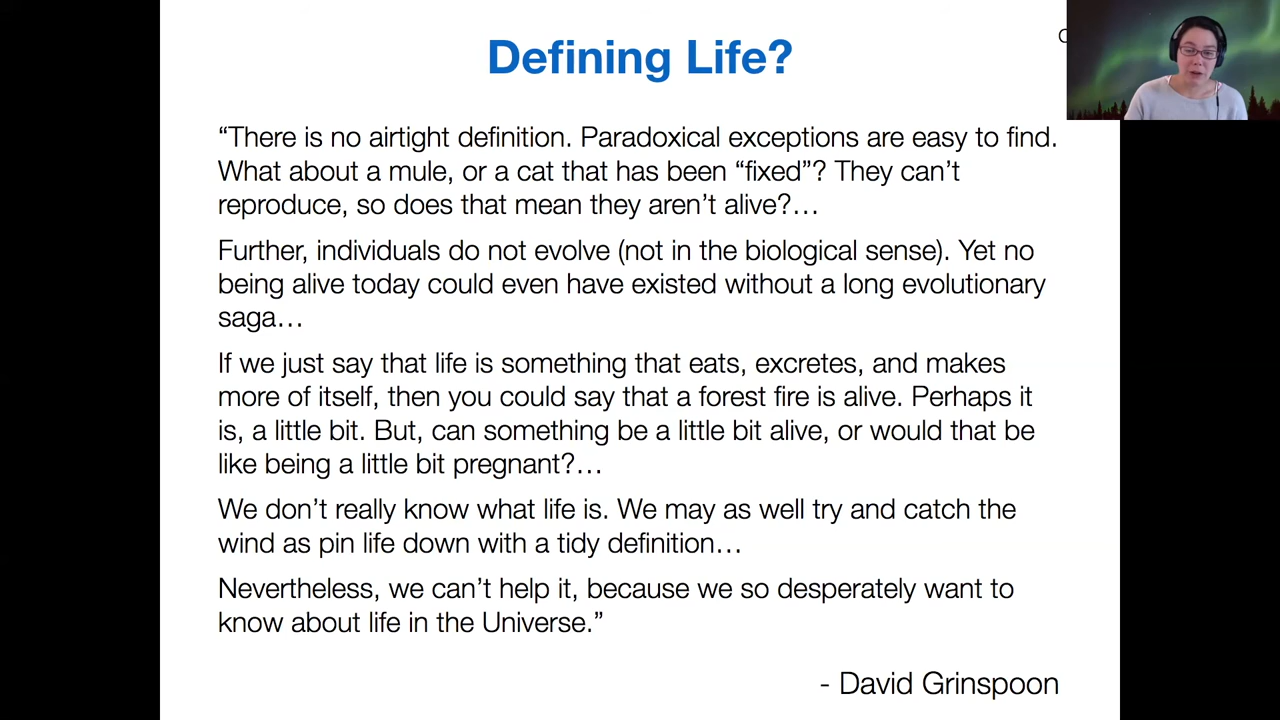 Defining Life?
“There is no airtight definition. Paradoxical exceptions are easy to find.
What about a mule, or a cat that has been “fixed”? They can’t
reproduce, so does that mean they aren’t alive?…
Further, individuals do not evolve (not in the biological sense). Yet no
being alive today could even have existed without a long evolutionary
saga…
If we just say that life is something that eats, excretes, and makes
more of itself, then you could say that a forest fire is alive. Perhaps it
is, a little bit. But, can something be a little bit alive, or would that be
like being a little bit pregnant?…
We don’t really know what life is. We may as well try and catch the
wind as pin life down with a tidy definition…
Nevertheless, we can’t help it, because we so desperately want to
know about life in the Universe.”
- David Grinspoon